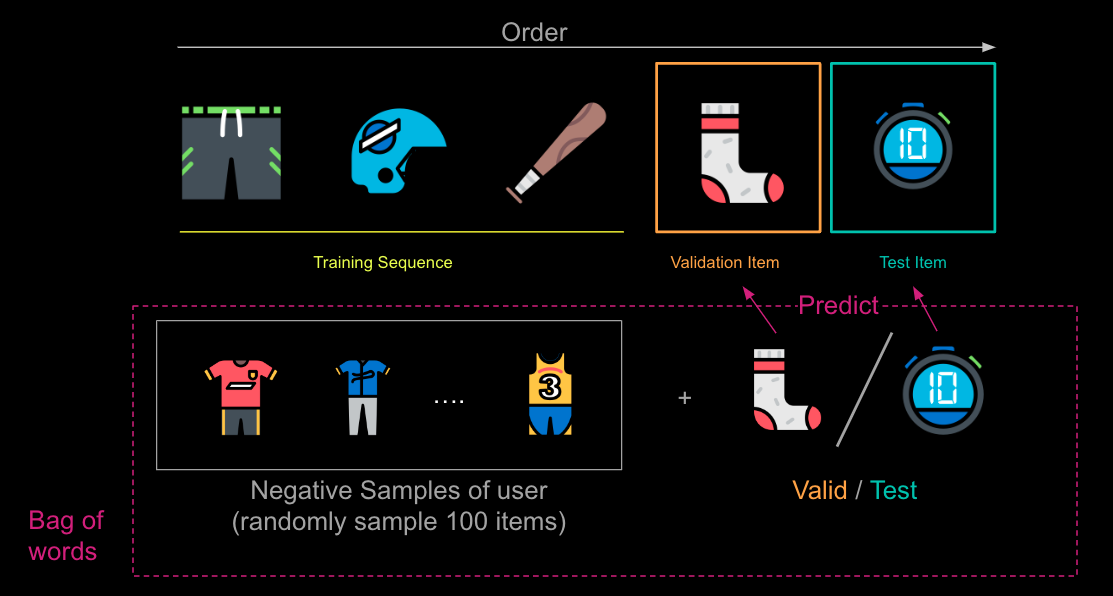 Order
10
Training Sequence
Validation Item
Test Item
Predict
3
....
+
10
/
Negative Samples of user
(randomly sample 100 items)
Valid / Test
Bag of
words